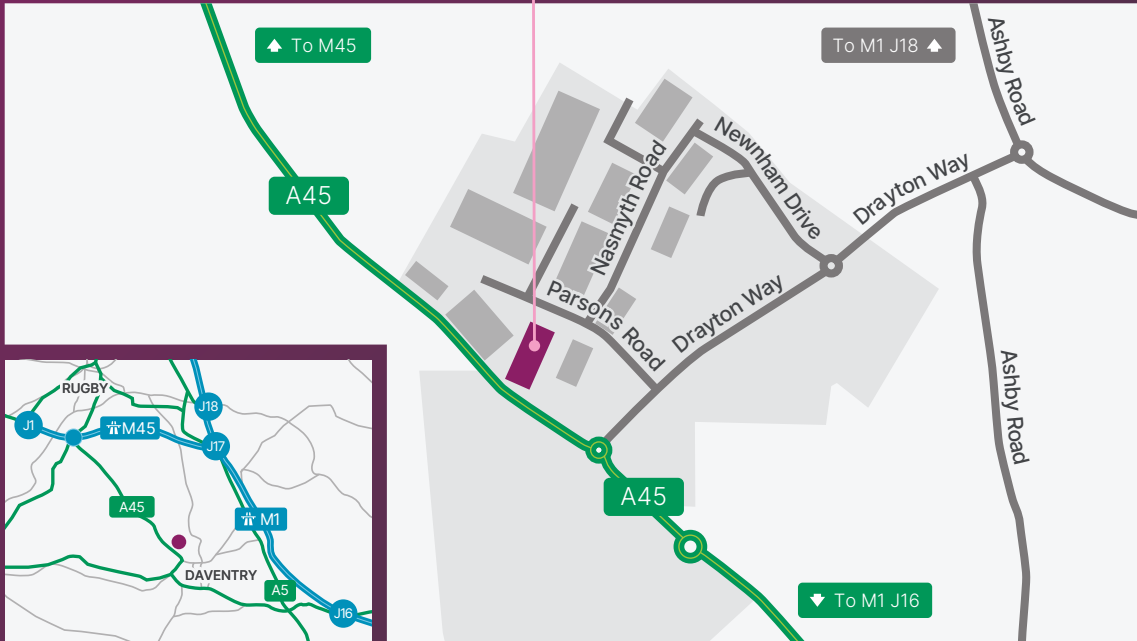 To M45
To M1 J18
Ashby Road
A45
Newnham Drive
Nasmyth Road
Drayton Way
Parsons Road
Drayton Way
Ashby Road
A45
To M1 J16
RUGBY
J18
J1
M45
J17
A45
M1
DAVENTRY
A5
J16